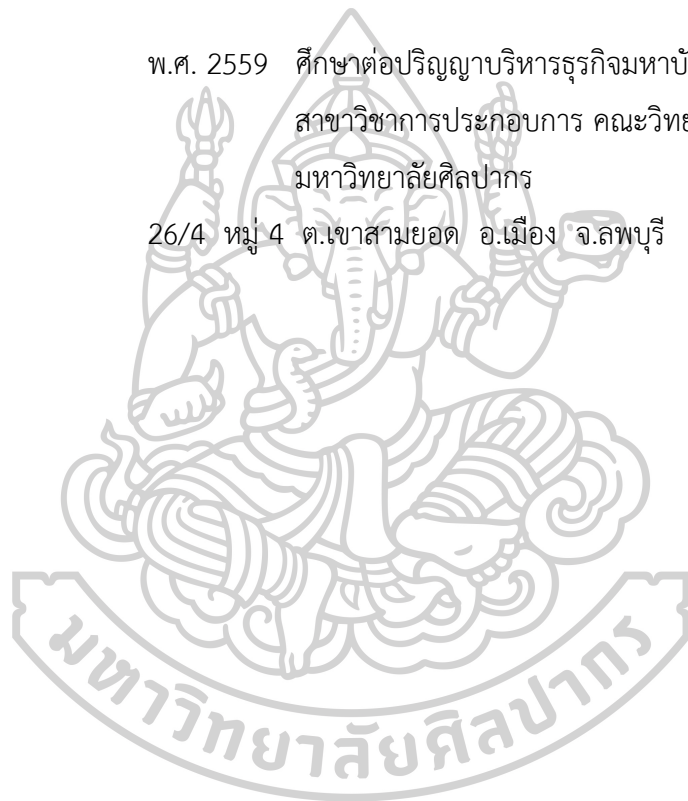 พ.ศ. 2559 ศึกษาต่อปริญญาบริหารธุรกิจมหาบั
สาขาวิชาการประกอบการ คณะวิทย
มหาวิทยาลัยศิลปากร
26/4 หมู่ 4 ต.เขาสามยอด อ.เมือง จ.ลพบุรี
มหาวิทยาลัยศิลปากร